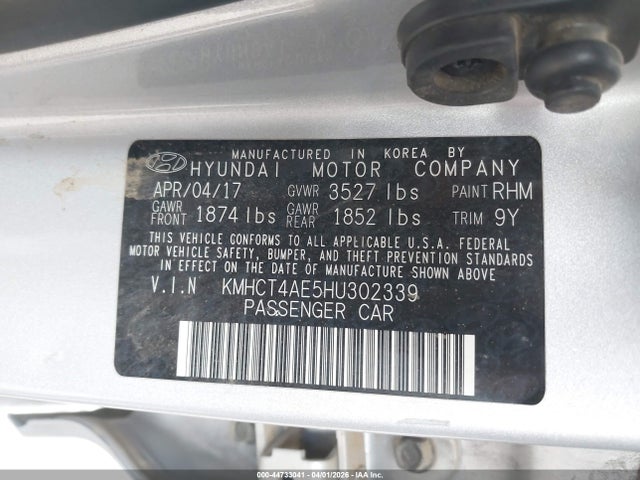 MANUFACTURED IN KOREA BY
HYUNDAI MOTOR COMPANY
APR/04/17 GVWR 3527 lbs PAINT RHM
GAWR FRONT 1874 lbs GAWR REAR 1852 lbs TRIM 9Y
THIS VEHICLE CONFORMS TO ALL APPLICABLE U.S.A. FEDERAL
MOTOR VEHICLE SAFETY, BUMPER, AND THEFT PREVENTION STANDARDS
IN EFFECT ON THE DATE OF MANUFACTURE SHOWN ABOVE
V.I.N KMHCT4AE5HU302339
PASSENGER CAR
000-44733041 - 04/01/2026 - IAAI.COM